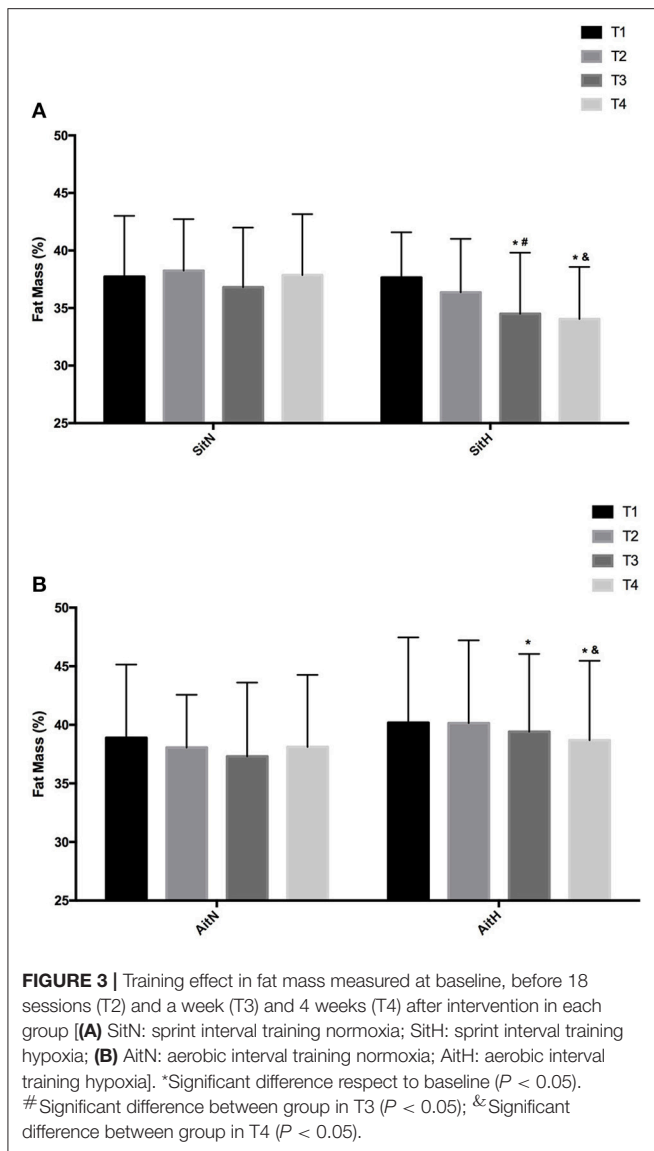 T1
T2
T3
T4
A
50
45
40
35
30
25
Fat Mass (%)
* #
* &
SitN
SitH
T1
T2
T3
T4
B
50
45
40
35
30
25
Fat Mass (%)
*
* &
AitN
AitH
FIGURE 3 | Training effect in fat mass measured at baseline, before 18
sessions (T2) and a week (T3) and 4 weeks (T4) after intervention in each
group [(A) SitN: sprint interval training normoxia; SitH: sprint interval training
hypoxia; (B) AitN: aerobic interval training normoxia; AitH: aerobic interval
training hypoxia]. *Significant difference respect to baseline (P < 0.05).
#Significant difference between group in T3 (P < 0.05); &Significant
difference between group in T4 (P < 0.05).